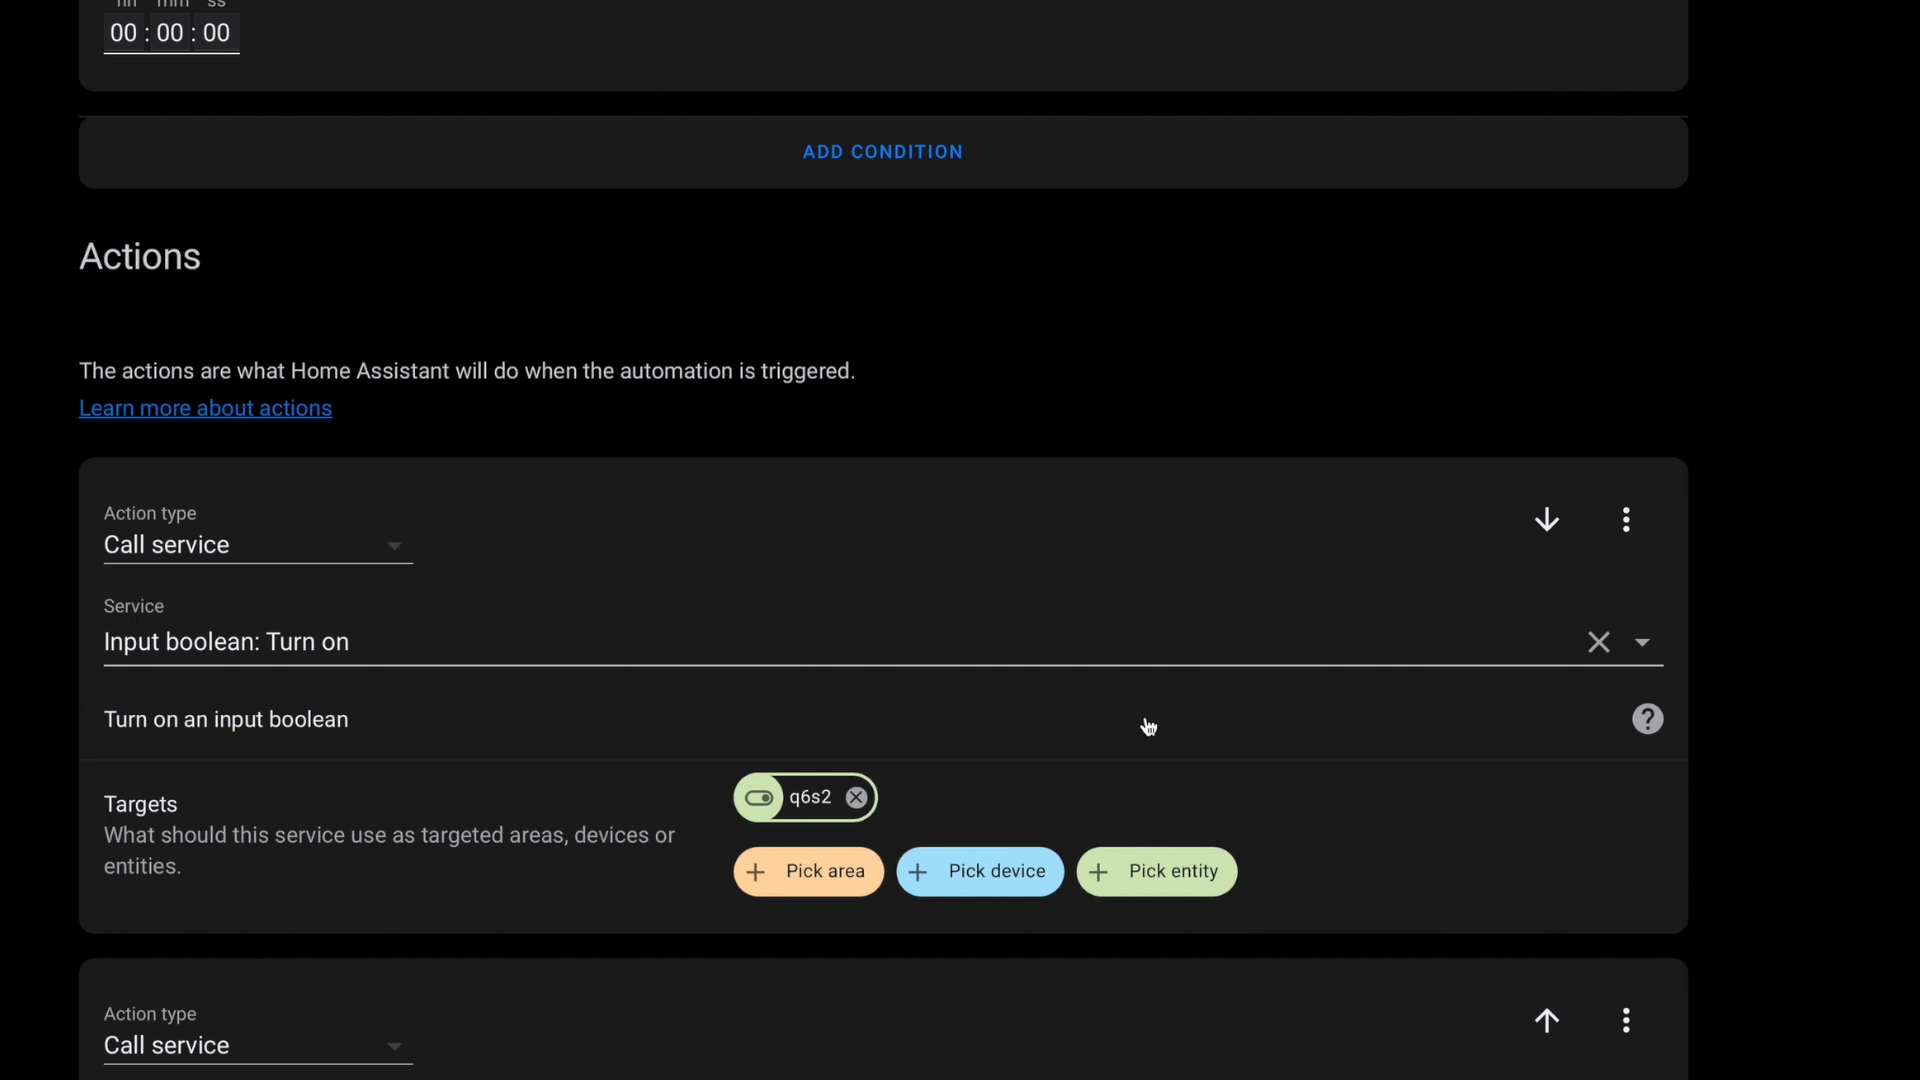 hh mm ss
00 : 00 : 00
ADD CONDITION
Actions
The actions are what Home Assistant will do when the automation is triggered.
Learn more about actions
Action type
Call service
Service
Input boolean: Turn on
Turn on an input boolean
Targets
What should this service use as targeted areas, devices or
entities.
q6s2
Pick area
Pick device
Pick entity
Action type
Call service